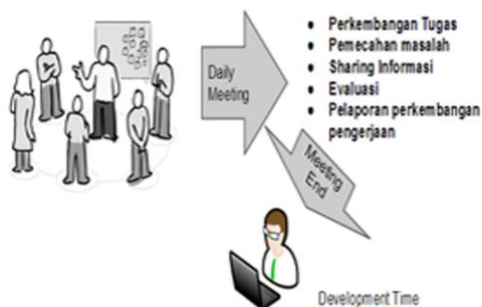 Daily
Meeting
• Perkembangan Tugas
• Pemecahan masalah
• Sharing Informasi
• Evaluasi
• Pelaporan perkembangan
pengerjaan
Meeting
End
Development Time